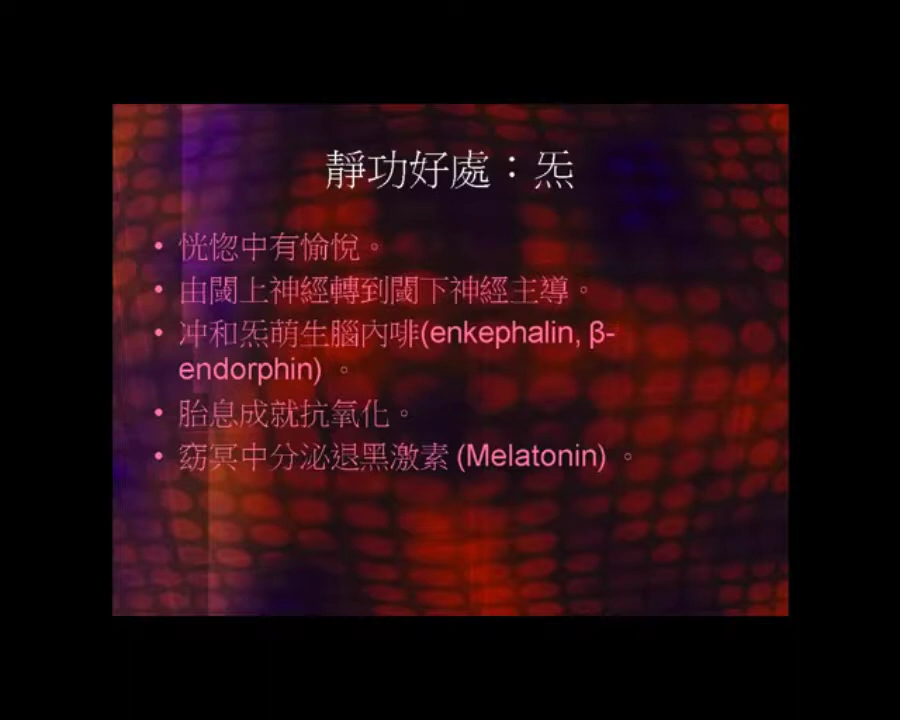 靜功好處：炁
• 恍惚中有愉悅。
• 由閾上神經轉到閾下神經主導。
• 冲和炁萌生腦內啡(enkephalin, β-
endorphin) 。
• 胎息成就抗氧化。
• 窈冥中分泌退黑激素 (Melatonin) 。